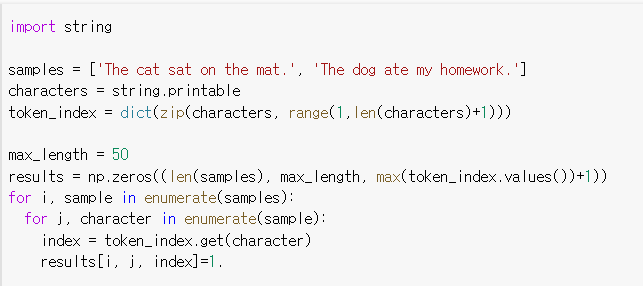 import string

samples = ['The cat sat on the mat.', 'The dog ate my homework.']
characters = string.printable
token_index = dict(zip(characters, range(1,len(characters)+1)))

max_length = 50
results = np.zeros((len(samples), max_length, max(token_index.values())+1))
for i, sample in enumerate(samples):
  for j, character in enumerate(sample):
    index = token_index.get(character)
    results[i, j, index]=1.